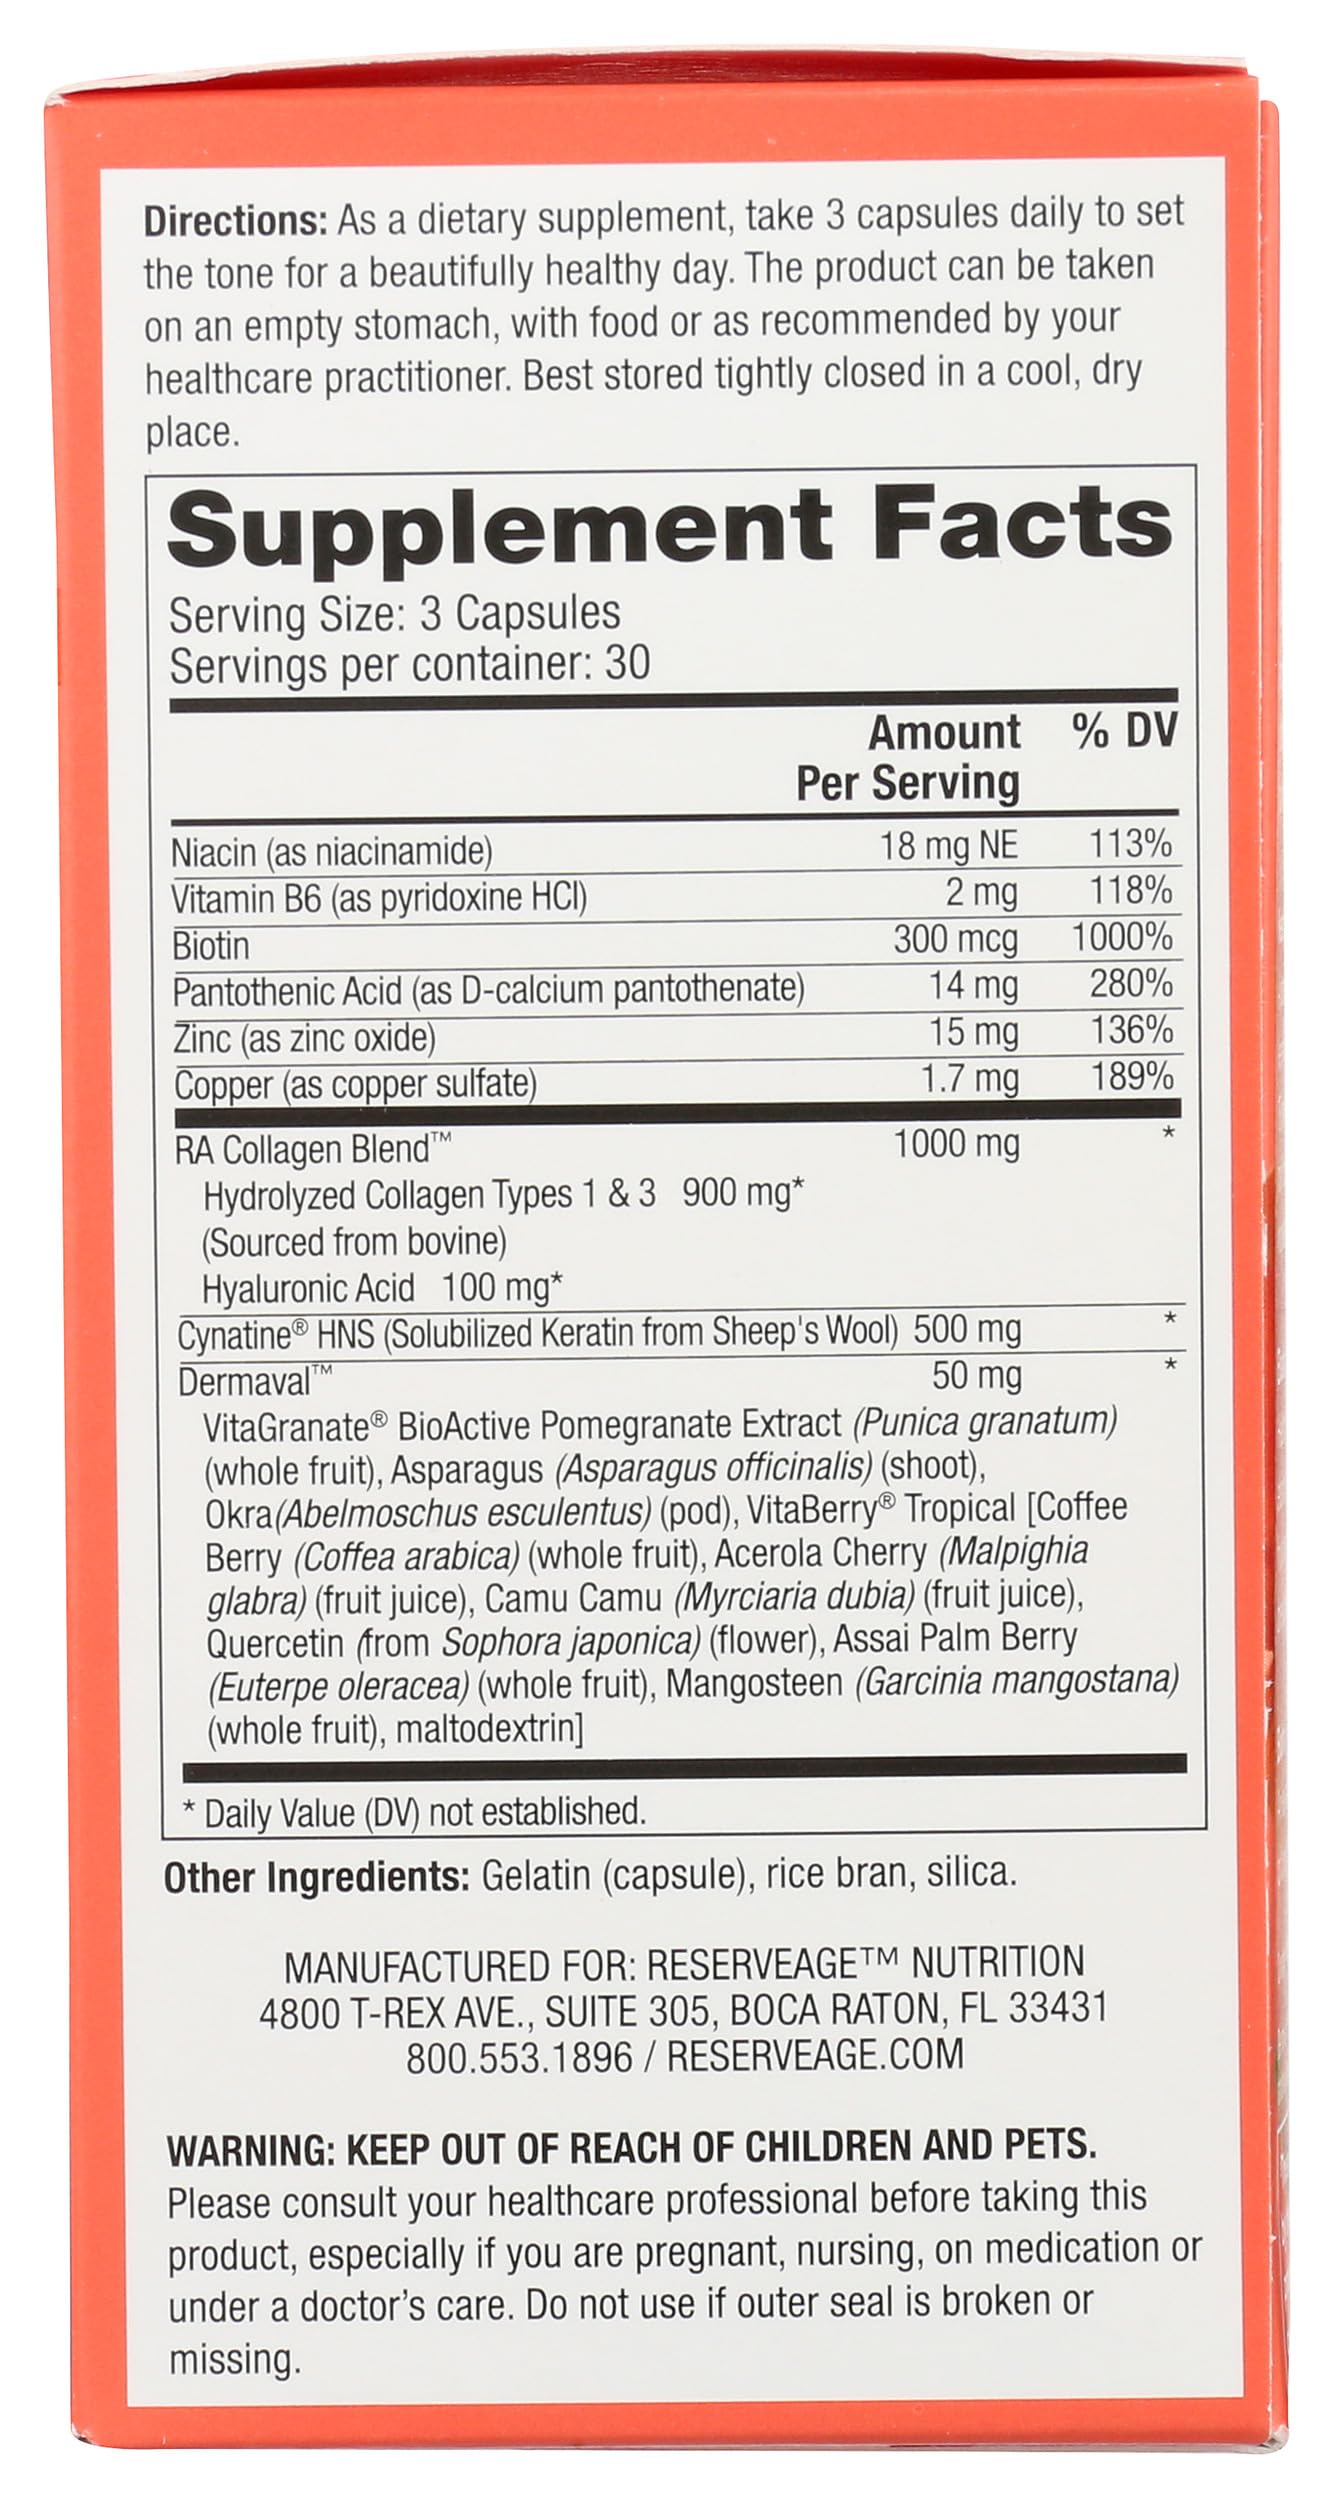 Directions: As a dietary supplement, take 3 capsules daily to set
the tone for a beautifully healthy day. The product can be taken
on an empty stomach, with food or as recommended by your
healthcare practitioner. Best stored tightly closed in a cool, dry
place.
Supplement Facts
Serving Size: 3 Capsules
Servings per container: 30
Amount % DV
Per Serving
Niacin (as niacinamide) 18 mg NE 113%
Vitamin B6 (as pyridoxine HCl) 2 mg 118%
Biotin 300 mcg 1000%
Pantothenic Acid (as D-calcium pantothenate) 14 mg 280%
Zinc (as zinc oxide) 15 mg 136%
Copper (as copper sulfate) 1.7 mg 189%
RA Collagen Blend™ 1000 mg *
Hydrolyzed Collagen Types 1 & 3 900 mg*
(Sourced from bovine)
Hyaluronic Acid 100 mg*
Cynatine® HNS (Solubilized Keratin from Sheep's Wool) 500 mg *
Dermaval™ 50 mg *
VitaGranate® BioActive Pomegranate Extract (Punica granatum)
(whole fruit), Asparagus (Asparagus officinalis) (shoot),
Okra(Abelmoschus esculentus) (pod), VitaBerry® Tropical [Coffee
Berry (Coffea arabica) (whole fruit), Acerola Cherry (Malpighia
glabra) (fruit juice), Camu Camu (Myrciaria dubia) (fruit juice),
Quercetin (from Sophora japonica) (flower), Assai Palm Berry
(Euterpe oleracea) (whole fruit), Mangosteen (Garcinia mangostana)
(whole fruit), maltodextrin]
* Daily Value (DV) not established.
Other Ingredients: Gelatin (capsule), rice bran, silica.
MANUFACTURED FOR: RESERVEAGE™ NUTRITION
4800 T-REX AVE., SUITE 305, BOCA RATON, FL 33431
800.553.1896 / RESERVEAGE.COM
WARNING: KEEP OUT OF REACH OF CHILDREN AND PETS.
Please consult your healthcare professional before taking this
product, especially if you are pregnant, nursing, on medication or
under a doctor's care. Do not use if outer seal is broken or
missing.